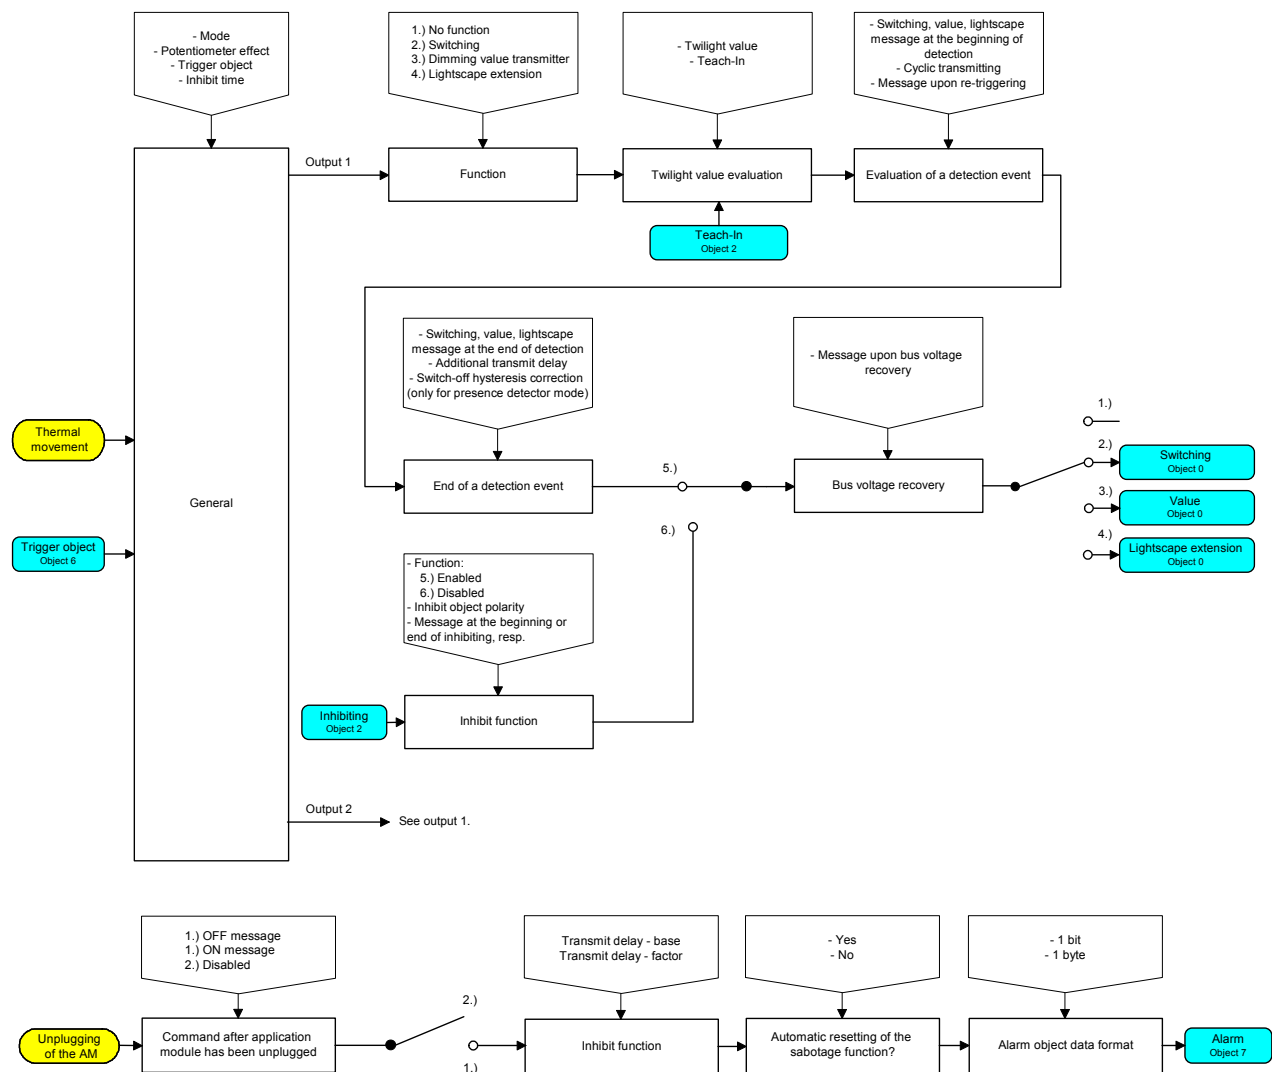 - Mode
- Potentiometer effect
- Trigger object
- Inhibit time
1.) No function
2.) Switching
3.) Dimming value transmitter
4.) Lightscape extension
- Twilight value
- Teach-In
- Switching, value, lightscape
message at the beginning of
detection
- Cyclic transmitting
- Message upon re-triggering
Output 1
Function
Twilight value evaluation
Evaluation of a detection event
Teach-In
Object 2
- Switching, value, lightscape
message at the end of detection
- Additional transmit delay
- Switch-off hysteresis correction
(only for presence detector mode)
- Message upon bus voltage
recovery
Thermal
movement
General
Trigger object
Object 6
End of a detection event
5.)
6.)
Bus voltage recovery
1.)
2.)
Switching
Object 0
3.)
Value
Object 0
4.)
Lightscape extension
Object 0
- Function:
5.) Enabled
6.) Disabled
- Inhibit object polarity
- Message at the beginning or
end of inhibiting, resp.
Inhibiting
Object 2
Inhibit function
Output 2
See output 1.
1.) OFF message
1.) ON message
2.) Disabled
Transmit delay - base
Transmit delay - factor
- Yes
- No
- 1 bit
- 1 byte
Unplugging
of the AM
Command after application
module has been unplugged
2.)
1.)
Inhibit function
Automatic resetting of the
sabotage function?
Alarm object data format
Alarm
Object 7